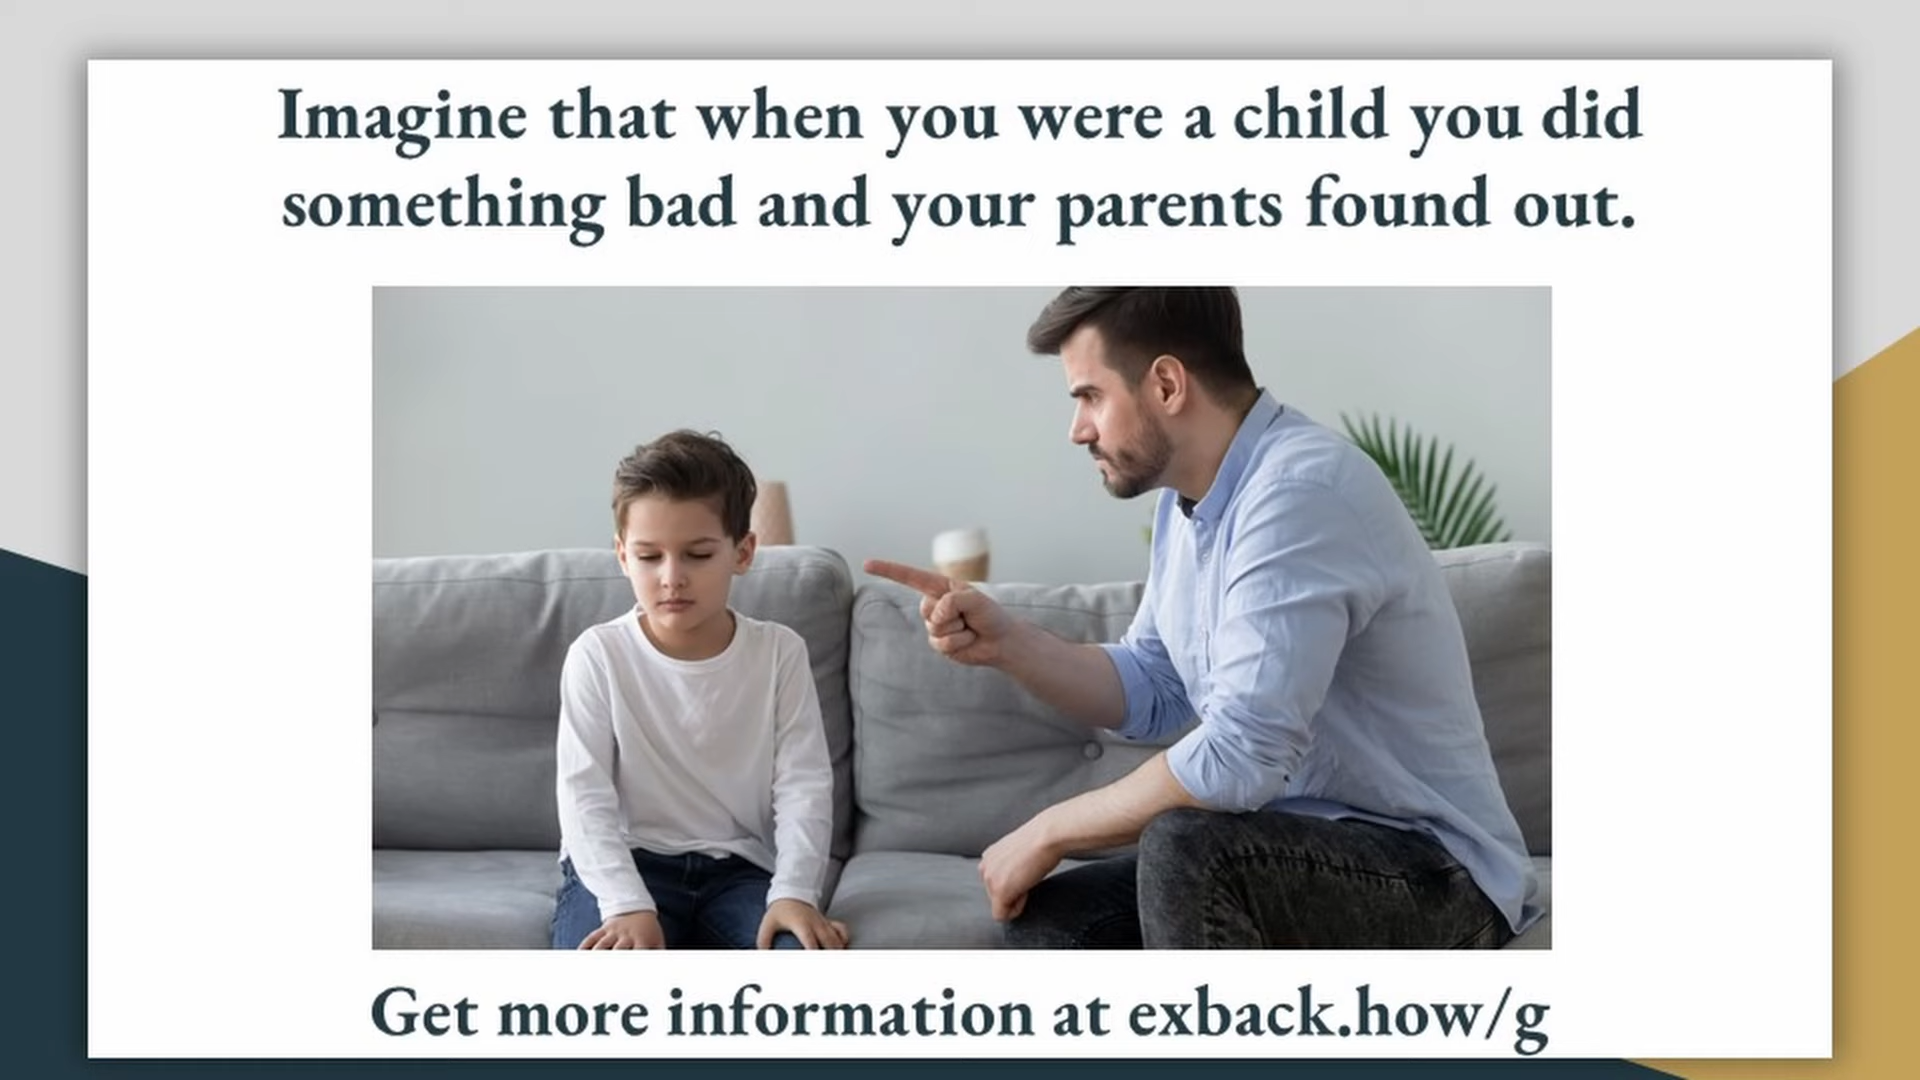 Imagine that when you were a child you did
something bad and your parents found out.
Get more information at exback.how/g